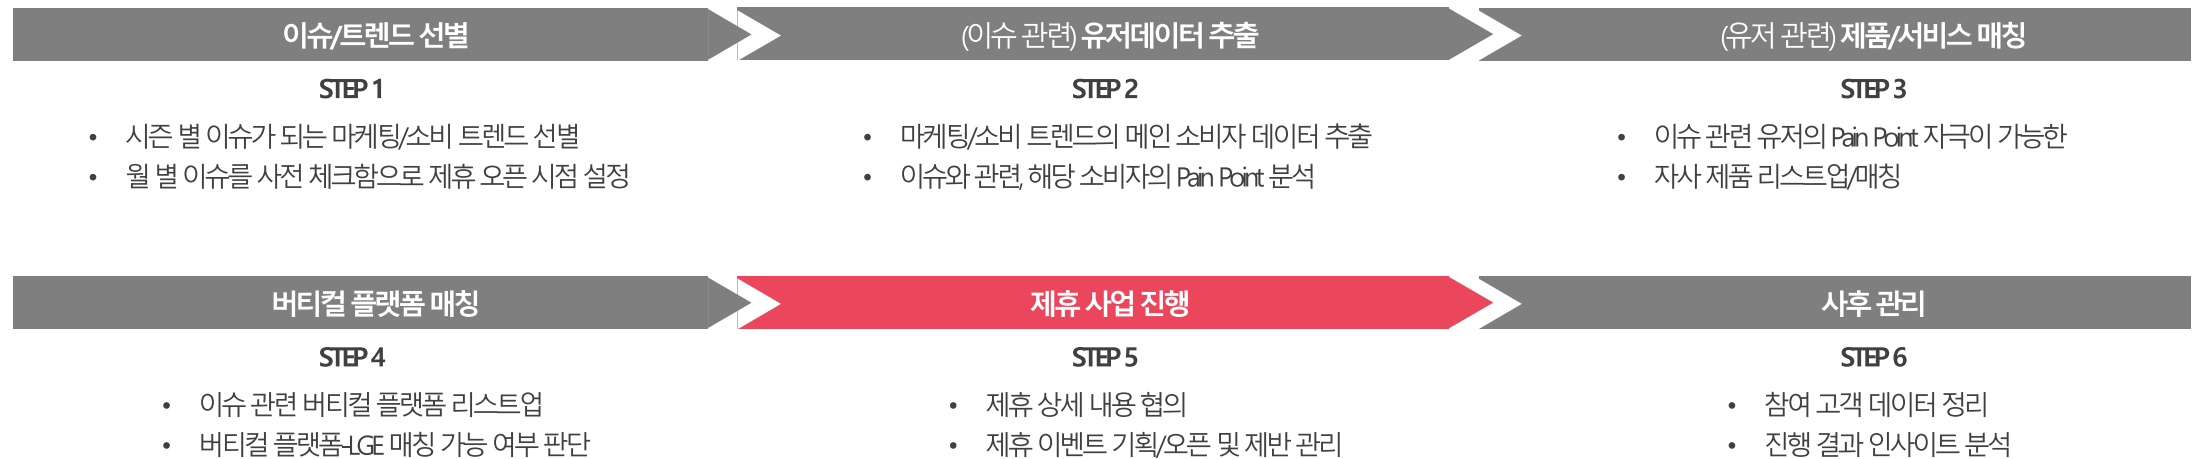 이슈/트렌드 선별
STEP 1
• 시즌 별 이슈가 되는 마케팅/소비 트렌드 선별
• 월 별 이슈를 사전 체크함으로 제휴 오픈 시점 설정
(이슈 관련) 유저데이터 추출
STEP 2
• 마케팅/소비 트렌드의 메인 소비자 데이터 추출
• 이슈와 관련, 해당 소비자의 Pain Point 분석
(유저 관련) 제품/서비스 매칭
STEP 3
• 이슈 관련 유저의 Pain Point 자극이 가능한
• 자사 제품 리스트업/매칭
버티컬 플랫폼 매칭
STEP 4
• 이슈 관련 버티컬 플랫폼 리스트업
• 버티컬 플랫폼-LGE 매칭 가능 여부 판단
제휴 사업 진행
STEP 5
• 제휴 상세 내용 협의
• 제휴 이벤트 기획/오픈 및 제반 관리
사후 관리
STEP 6
• 참여 고객 데이터 정리
• 진행 결과 인사이트 분석